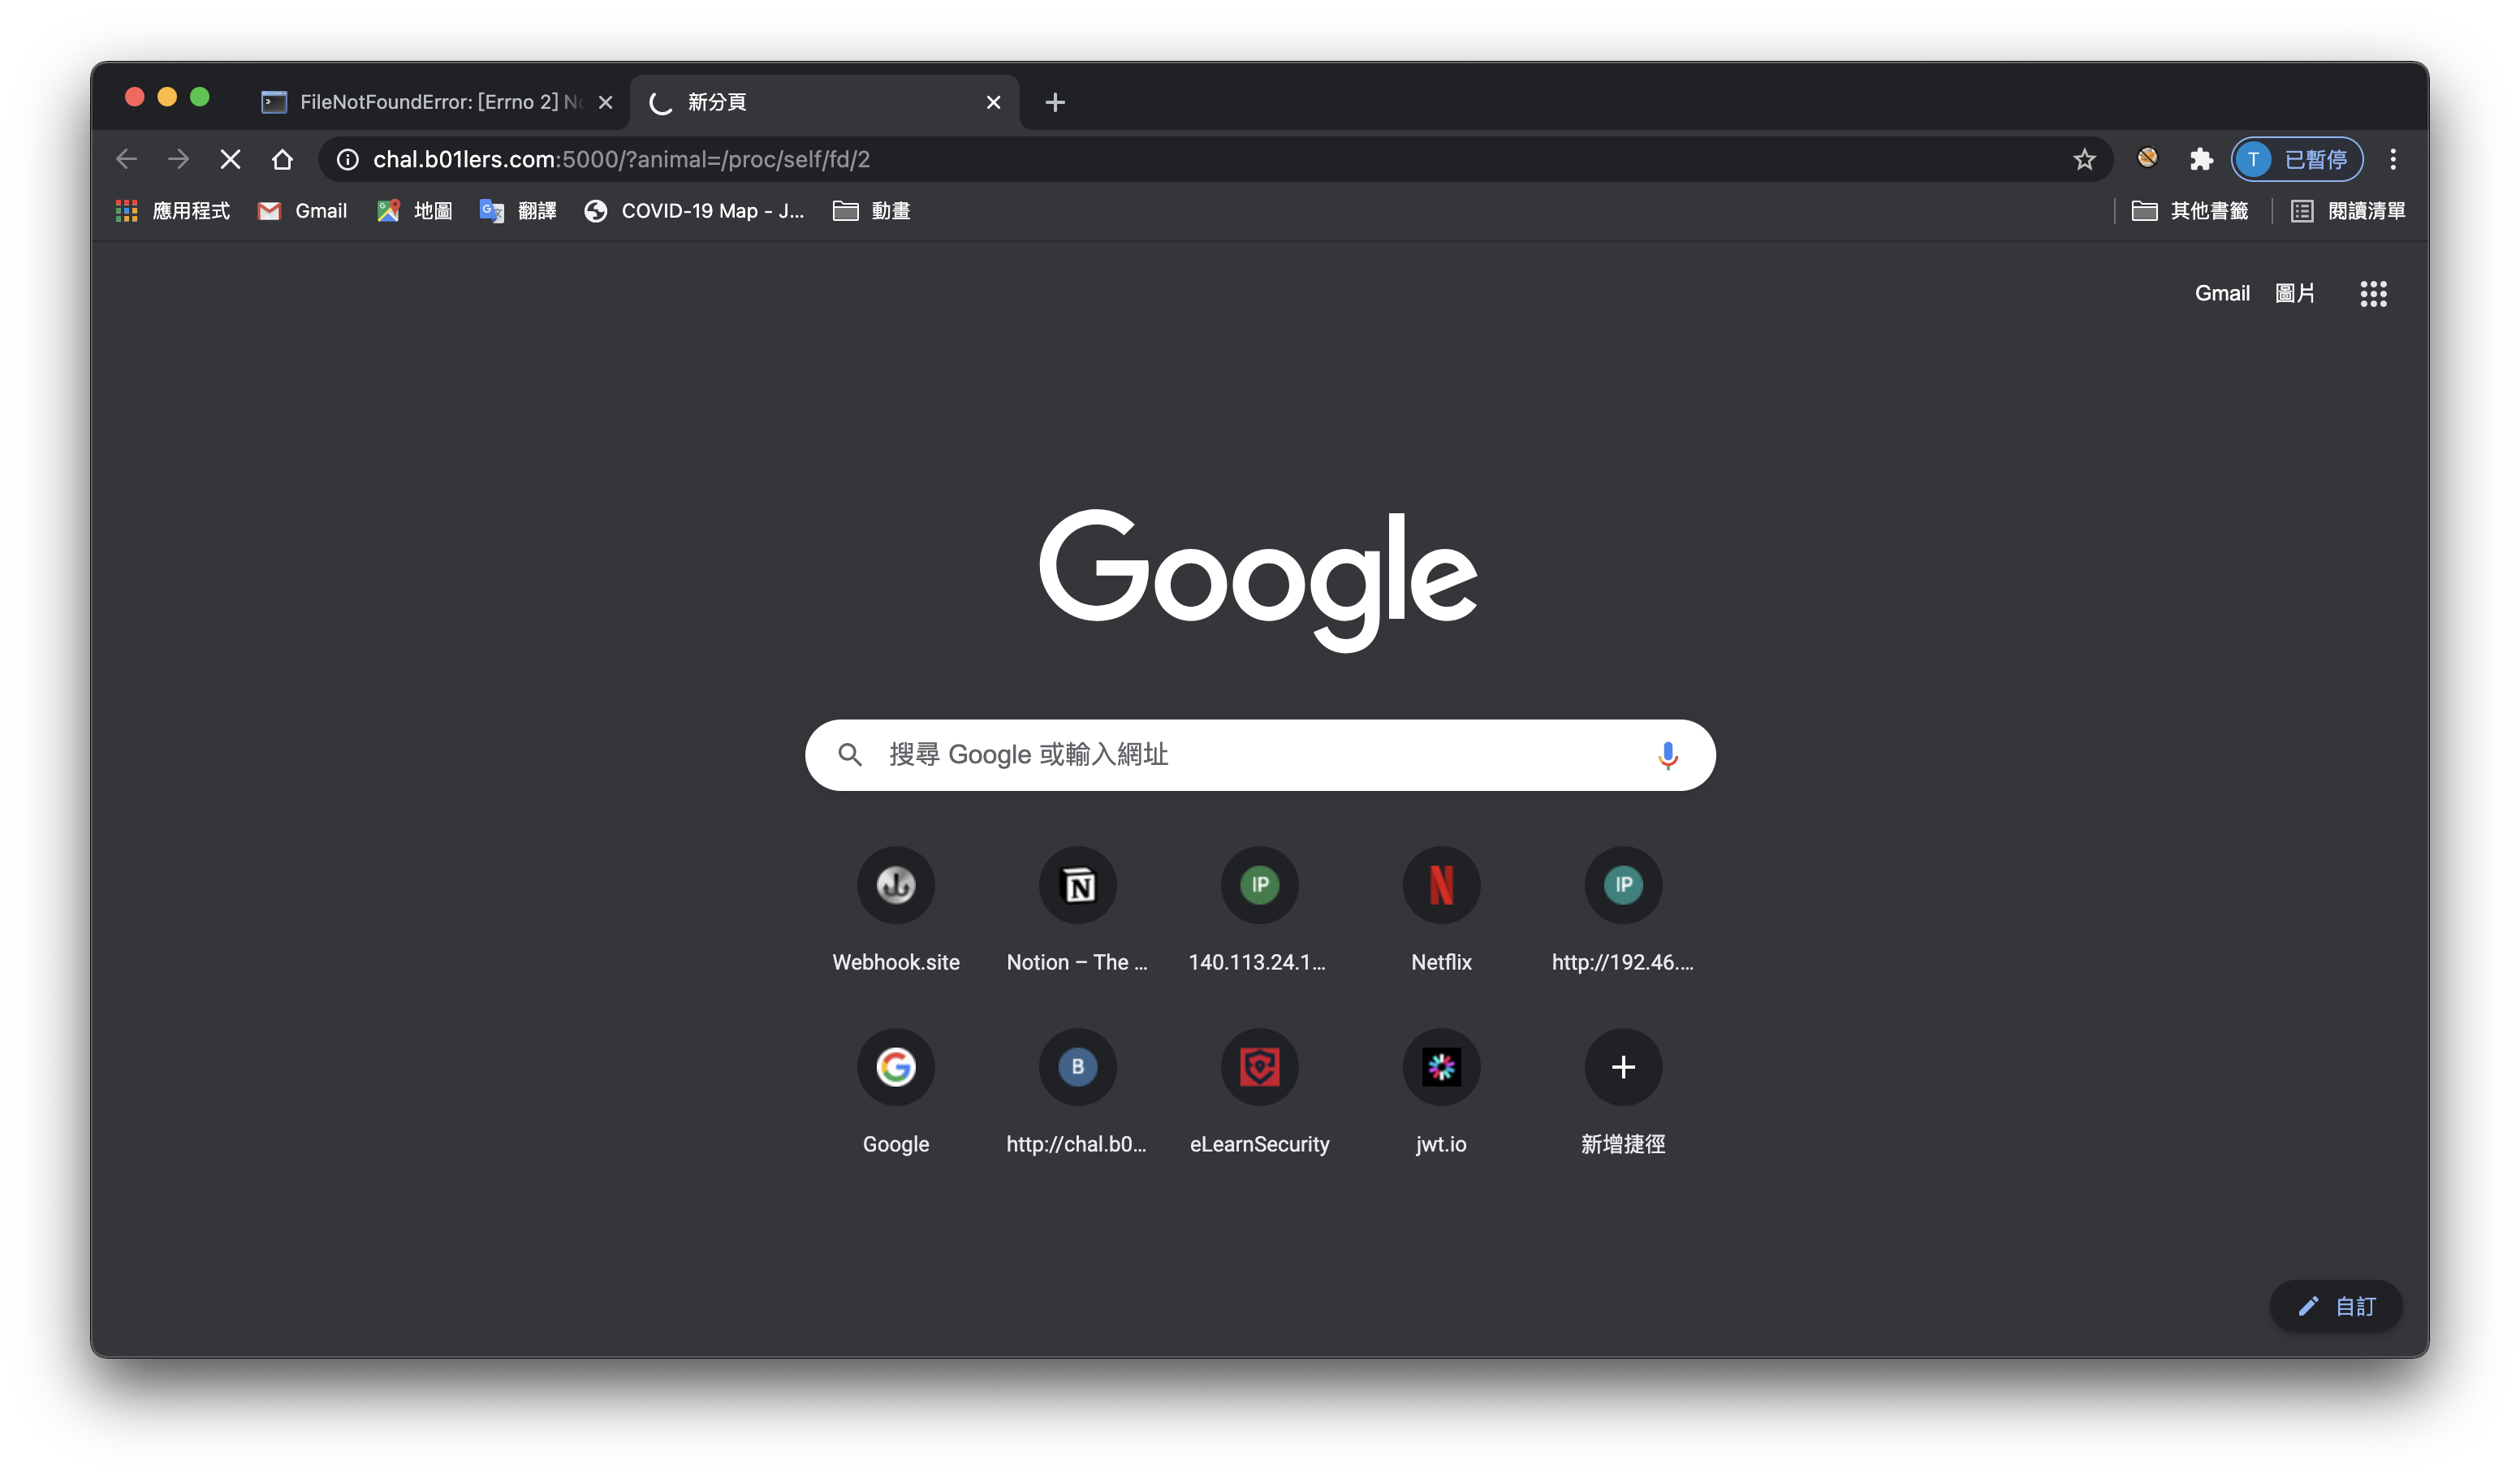 FileNotFoundError: [Errno 2] No
新分頁
chal.b01lers.com:5000/?animal=/proc/self/fd/2
T 已暫停
應用程式 Gmail 地圖 翻譯 COVID-19 Map - J... 動畫 其他書籤 閱讀清單
Gmail 圖片
Google
搜尋 Google 或輸入網址
IP IP
Webhook.site Notion – The ... 140.113.24.1... Netflix http://192.46....
B
Google http://chal.b0... eLearnSecurity jwt.io 新增捷徑
自訂